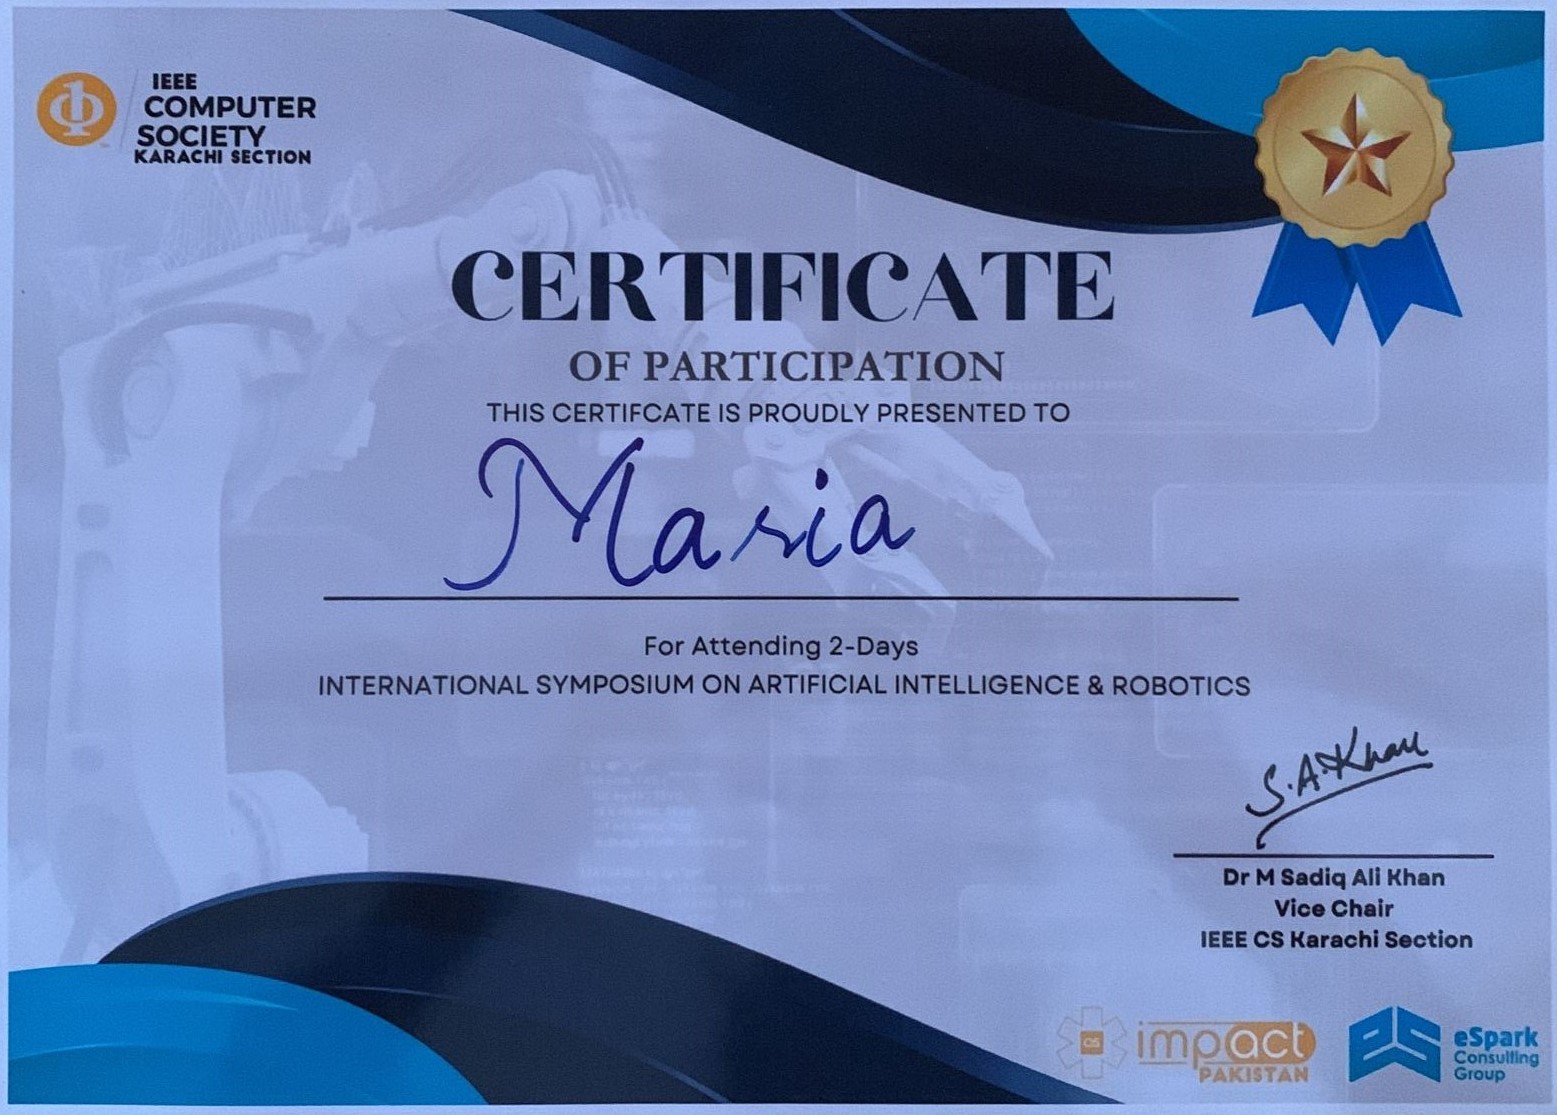 IEEE
COMPUTER
SOCIETY
KARACHI SECTION
CERTIFICATE
OF PARTICIPATION
THIS CERTIFCATE IS PROUDLY PRESENTED TO
Maria
For Attending 2-Days
INTERNATIONAL SYMPOSIUM ON ARTIFICIAL INTELLIGENCE & ROBOTICS
S.A.Khan
Dr M Sadiq Ali Khan
Vice Chair
IEEE CS Karachi Section
CS
impact
PAKISTAN
eSpark
Consulting
Group